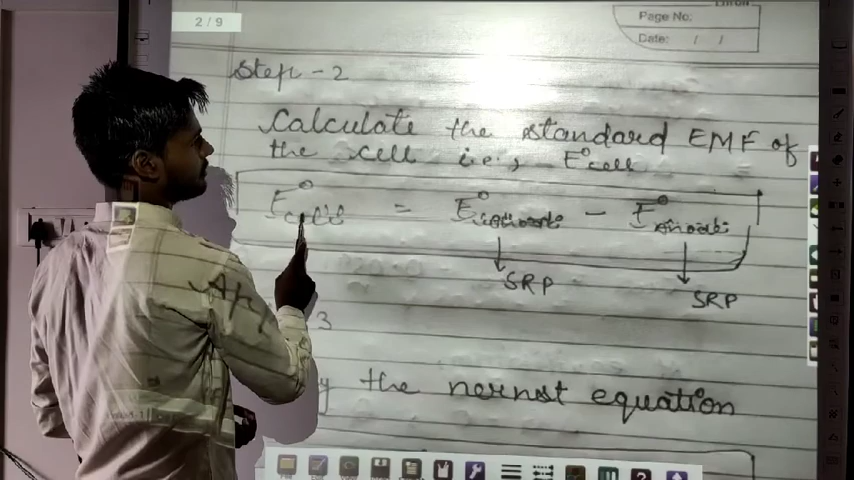 2 / 9
Page No:
Date: / /
Step - 2
Calculate the standard EMF of
the cell i.e., - E°cell
E°cell = E°cathode - E°anode
SRP SRP
3
the nernst equation